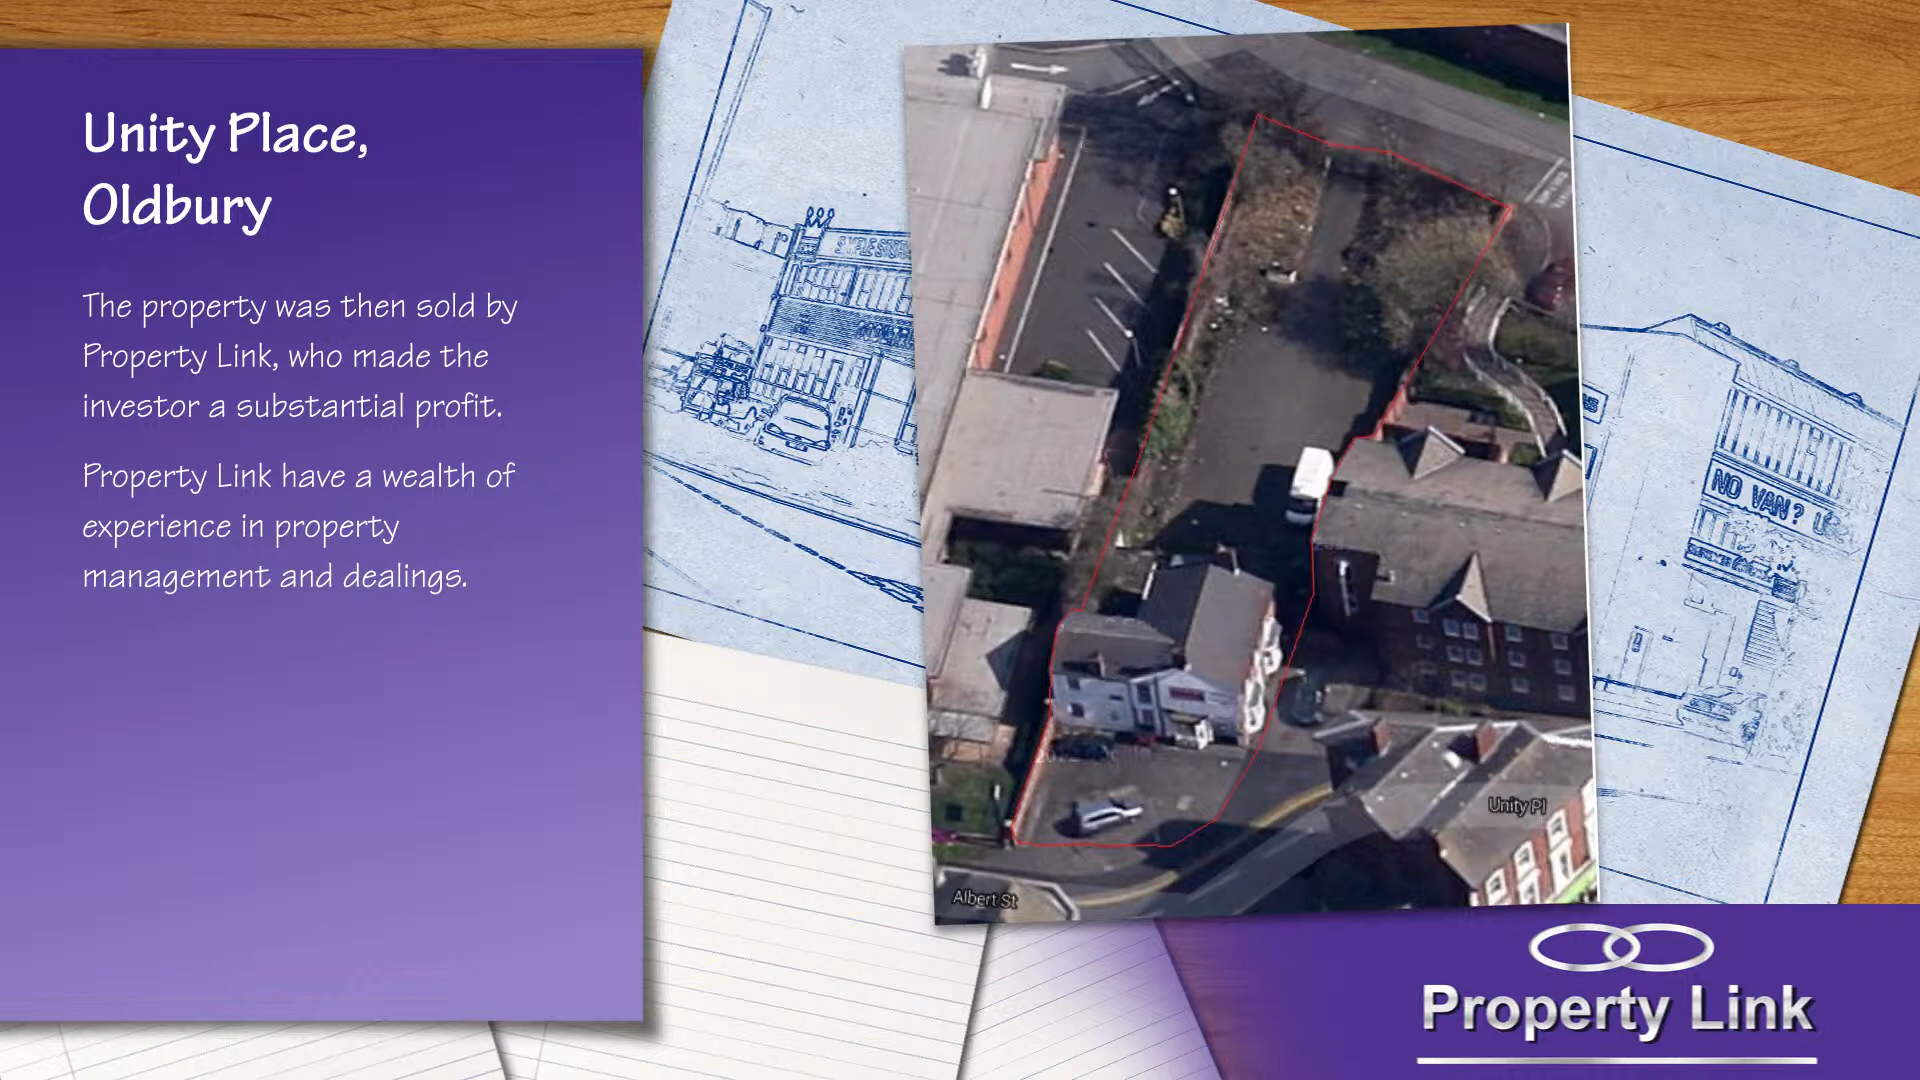 Unity Place,
Oldbury
The property was then sold by
Property Link, who made the
investor a substantial profit.
Property Link have a wealth of
experience in property
management and dealings.
NO VAN?
Unity Pl
Albert St
Property Link